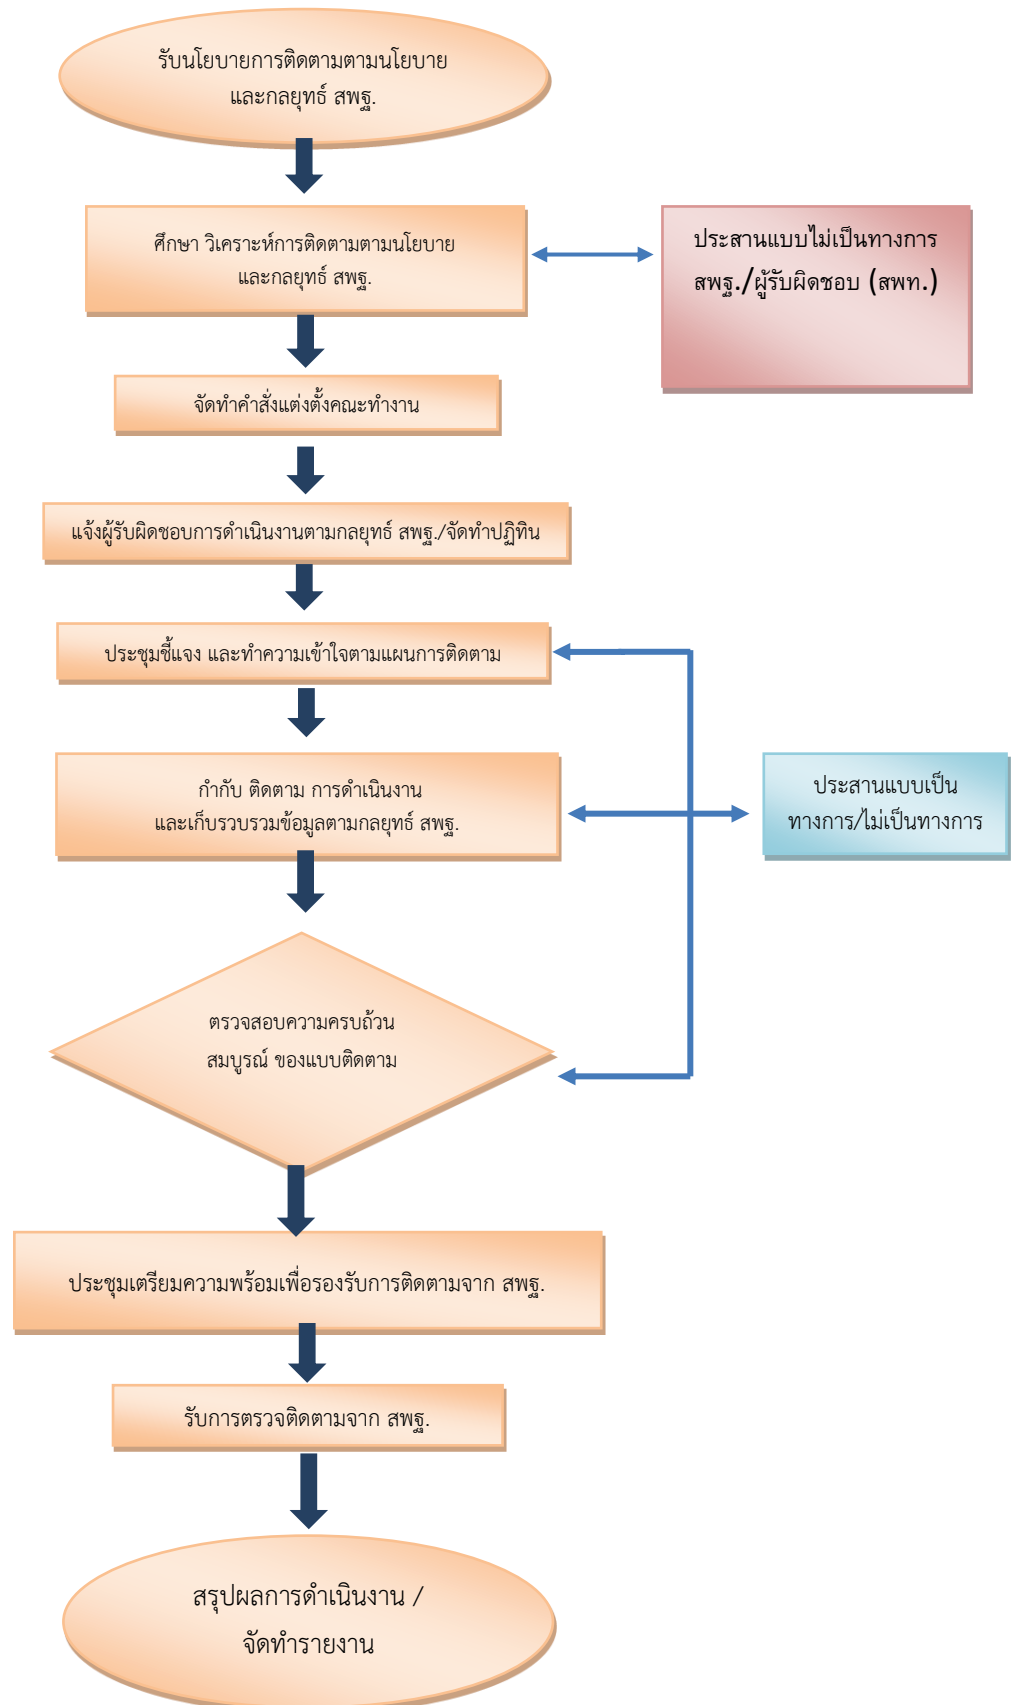 รับนโยบายการติดตามตามนโยบาย
และกลยุทธ์ สพฐ.
ศึกษา วิเคราะห์การติดตามตามนโยบาย
และกลยุทธ์ สพฐ.
ประสานแบบไม่เป็นทางการ
สพฐ./ผู้รับผิดชอบ (สพท.)
จัดทำคำสั่งแต่งตั้งคณะทำงาน
แจ้งผู้รับผิดชอบการดำเนินงานตามกลยุทธ์ สพฐ./จัดทำปฏิทิน
ประชุมชี้แจง และทำความเข้าใจตามแผนการติดตาม
กำกับ ติดตาม การดำเนินงาน
และเก็บรวบรวมข้อมูลตามกลยุทธ์ สพฐ.
ประสานแบบเป็น
ทางการ/ไม่เป็นทางการ
ตรวจสอบความครบถ้วน
สมบูรณ์ ของแบบติดตาม
ประชุมเตรียมความพร้อมเพื่อรองรับการติดตามจาก สพฐ.
รับการตรวจติดตามจาก สพฐ.
สรุปผลการดำเนินงาน /
จัดทำรายงาน